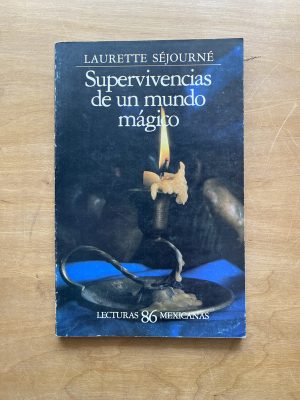 LAURETTE SÉJOURNÉ
Supervivencias
de un mundo
mágico
LECTURAS 86 MEXICANAS